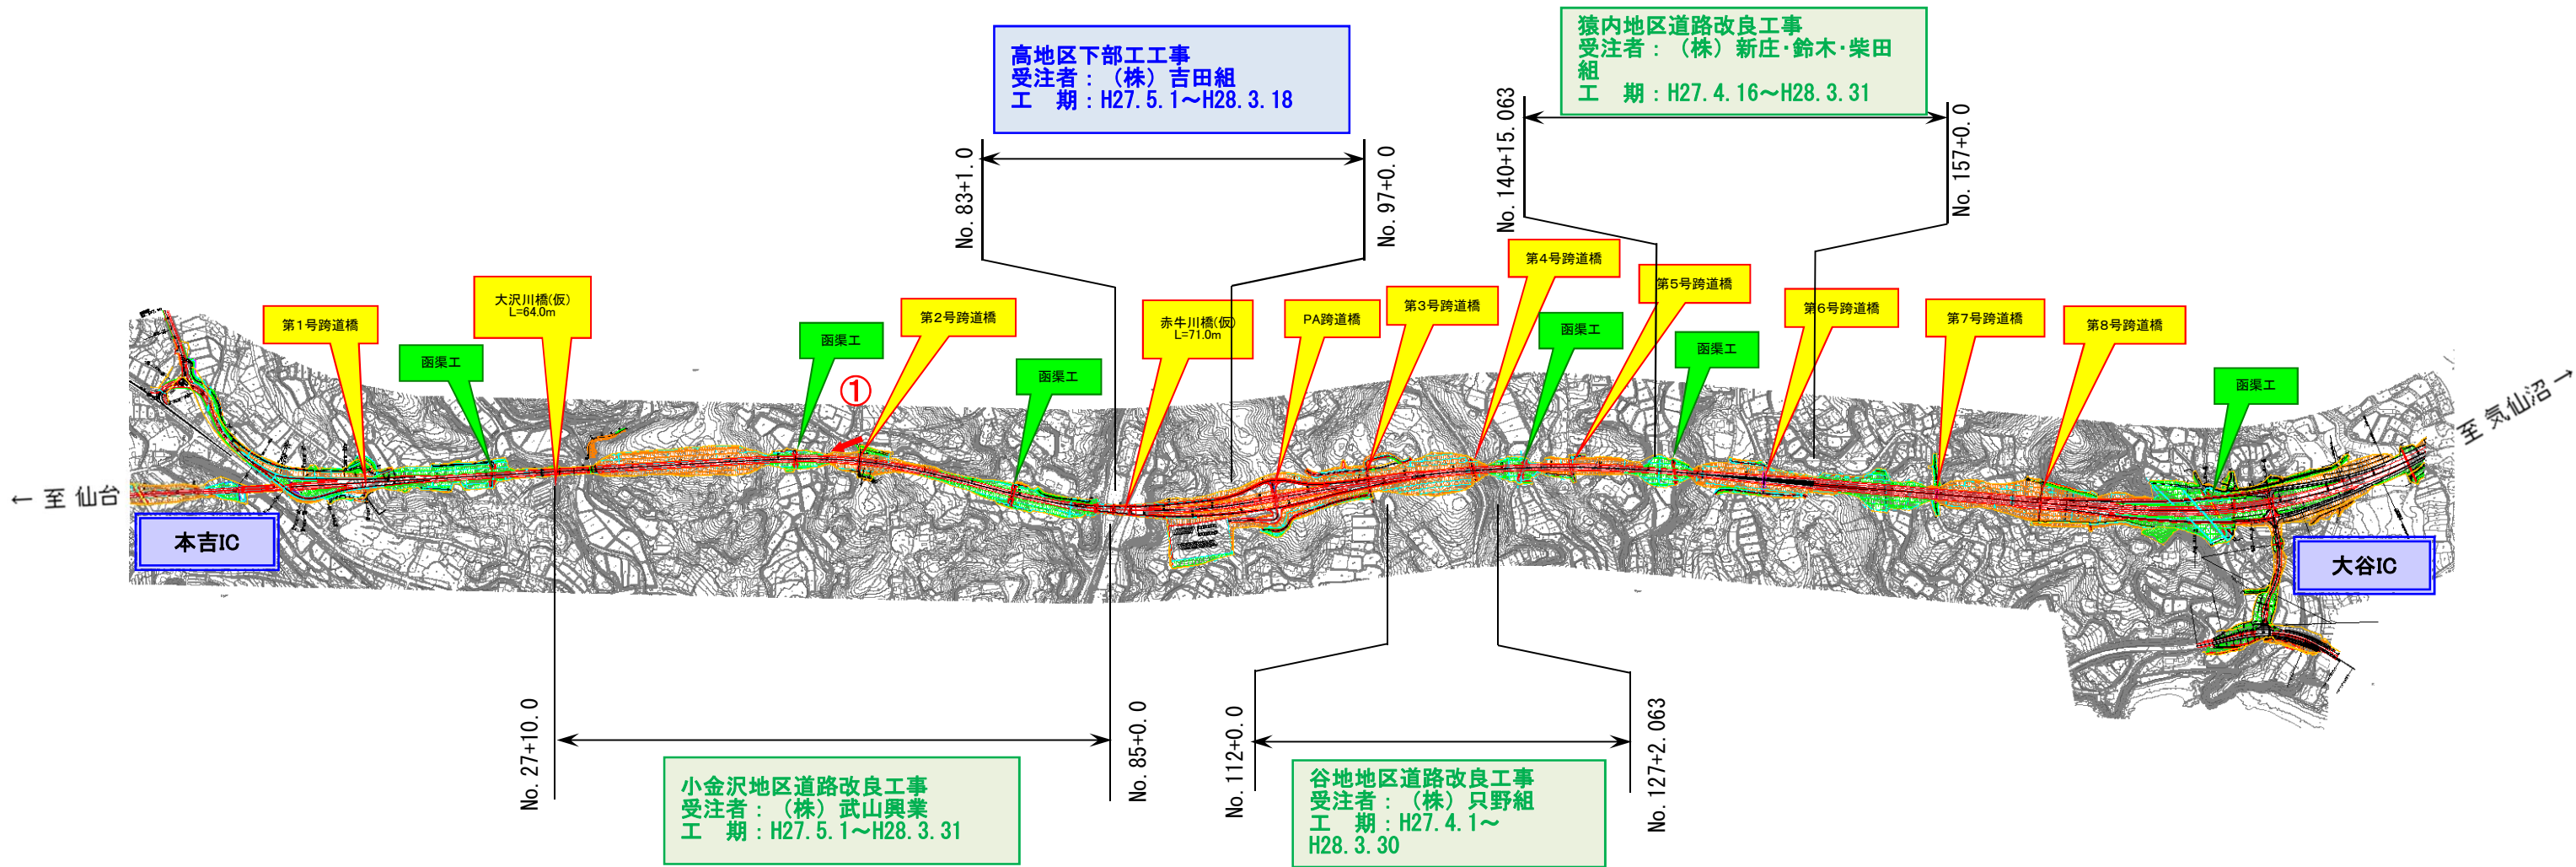 高地区下部工工事
受注者：（株）吉田組
工　期：H27.5.1～H28.3.18
猿内地区道路改良工事
受注者：（株）新庄・鈴木・柴田
組
工　期：H27.4.16～H28.3.31
No.83+1.0
No.97+0.0
No.140+15.063
No.157+0.0
第1号跨道橋
函渠工
大沢川橋(仮)
L=64.0m
函渠工
①
第2号跨道橋
函渠工
赤牛川橋(仮)
L=71.0m
PA跨道橋
第3号跨道橋
第4号跨道橋
函渠工
第5号跨道橋
函渠工
第6号跨道橋
第7号跨道橋
第8号跨道橋
函渠工
← 至 仙台
至 気仙沼 →
本吉IC
大谷IC
No.27+10.0
No.85+0.0
No.112+0.0
No.127+2.063
小金沢地区道路改良工事
受注者：（株）武山興業
工　期：H27.5.1～H28.3.31
谷地地区道路改良工事
受注者：（株）只野組
工　期：H27.4.1～
H28.3.30